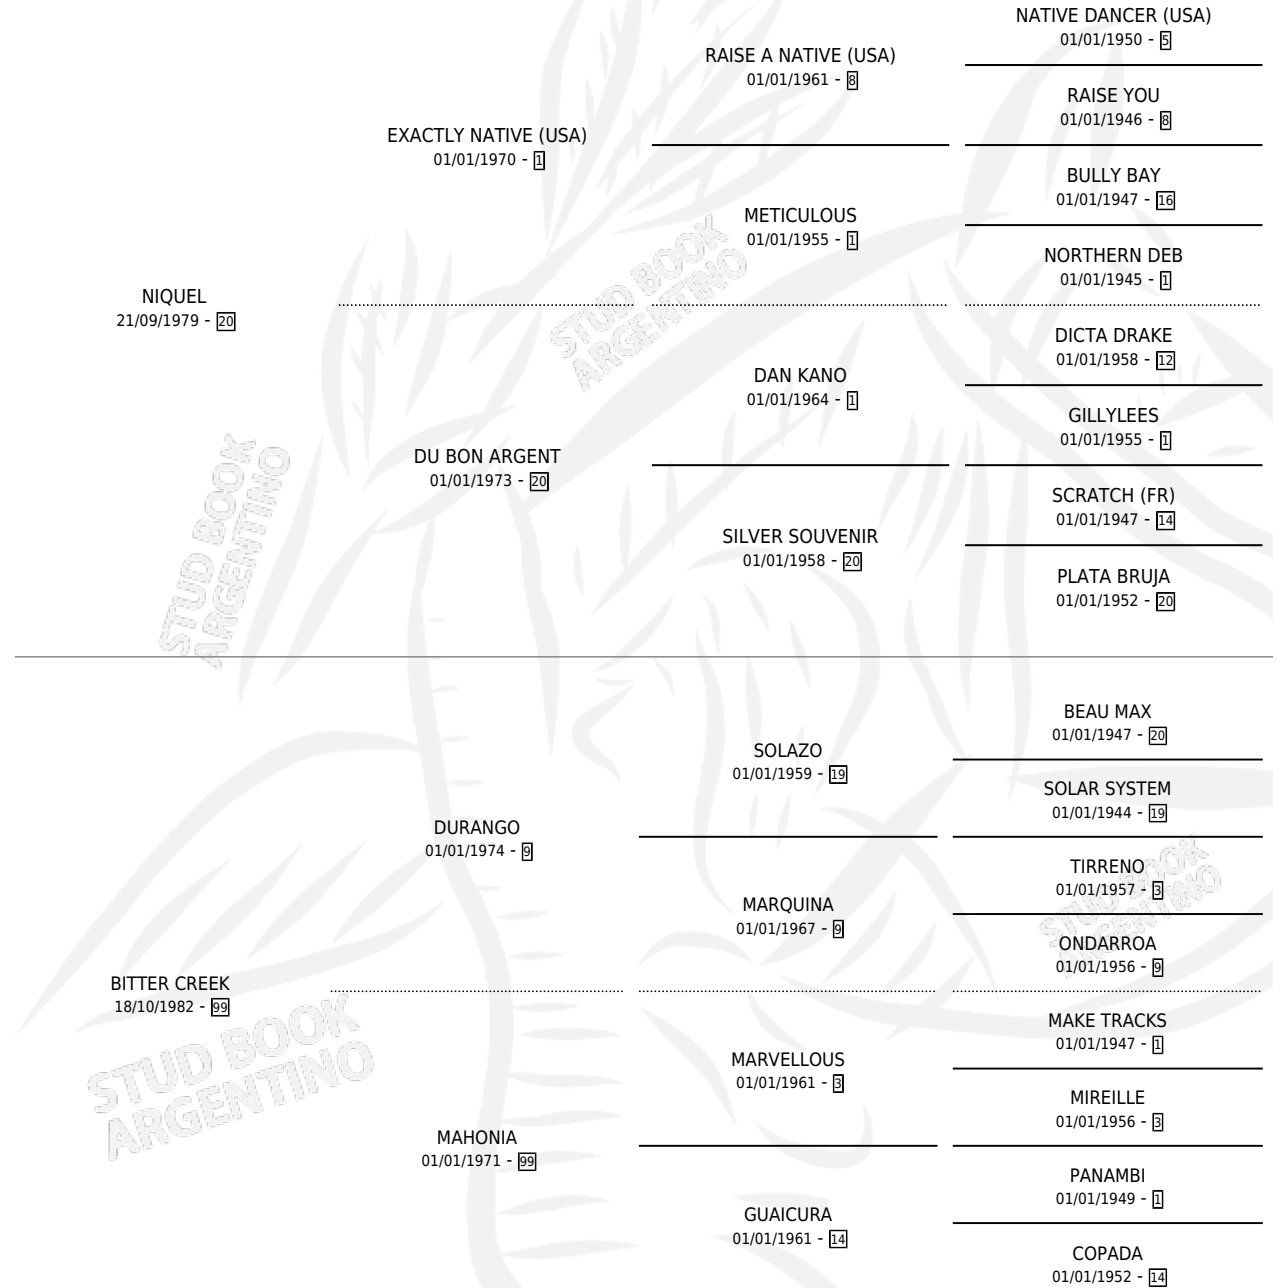 NATIVE DANCER (USA)
01/01/1950 - 5
RAISE A NATIVE (USA)
01/01/1961 - 8
RAISE YOU
01/01/1946 - 8
EXACTLY NATIVE (USA)
01/01/1970 - 1
BULLY BAY
01/01/1947 - 16
METICULOUS
01/01/1955 - 1
NORTHERN DEB
01/01/1945 - 1
NIQUEL
21/09/1979 - 20
DICTA DRAKE
01/01/1958 - 12
DAN KANO
01/01/1964 - 1
GILLYLEES
01/01/1955 - 1
DU BON ARGENT
01/01/1973 - 20
SCRATCH (FR)
01/01/1947 - 14
SILVER SOUVENIR
01/01/1958 - 20
PLATA BRUJA
01/01/1952 - 20
STUD BOOK
ARGENTINO
STUD BOOK
ARGENTINO
BEAU MAX
01/01/1947 - 20
SOLAZO
01/01/1959 - 19
SOLAR SYSTEM
01/01/1944 - 19
DURANGO
01/01/1974 - 9
TIRRENO
01/01/1957 - 3
MARQUINA
01/01/1967 - 9
ONDARROA
01/01/1956 - 9
STUD BOOK
ARGENTINO
BITTER CREEK
18/10/1982 - 99
MAKE TRACKS
01/01/1947 - 1
MARVELLOUS
01/01/1961 - 3
MIREILLE
01/01/1956 - 3
MAHONIA
01/01/1971 - 99
PANAMBI
01/01/1949 - 1
GUAICURA
01/01/1961 - 14
COPADA
01/01/1952 - 14
STUD BOOK
ARGENTINO